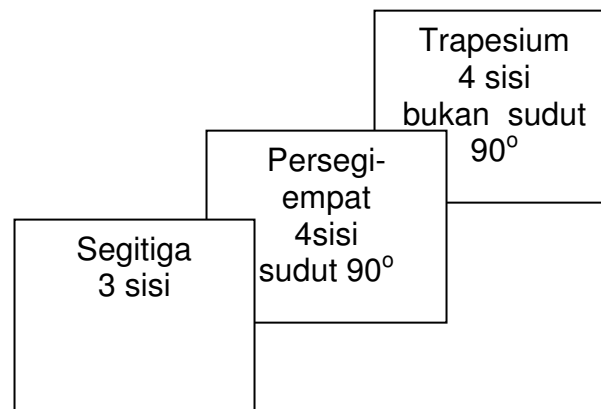 Trapesium
4 sisi
bukan sudut
90°
Persegi-
empat
4sisi
sudut 90°
Segitiga
3 sisi